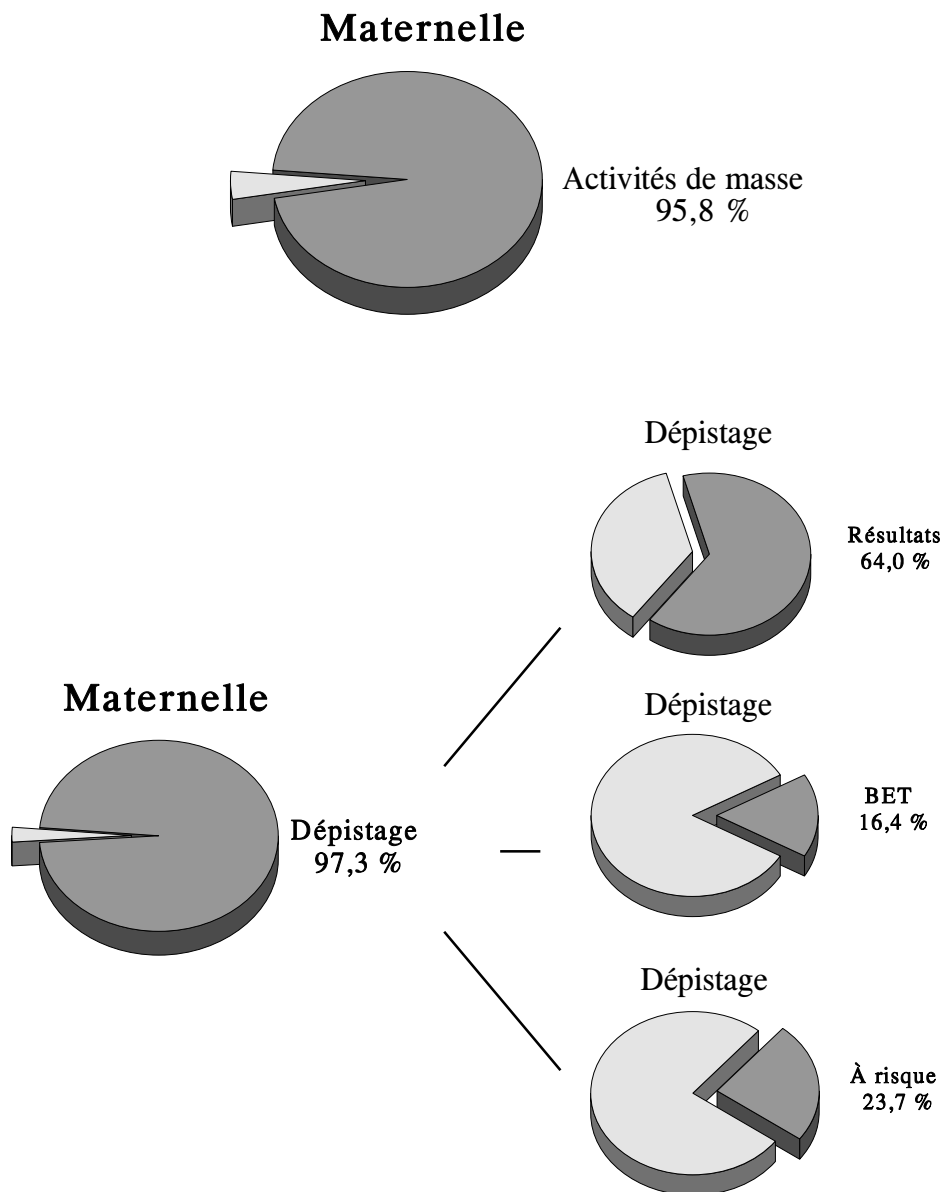 Maternelle
Activités de masse
95,8 %
Dépistage
Résultats
64,0 %
Maternelle
Dépistage
97,3 %
Dépistage
BET
16,4 %
Dépistage
À risque
23,7 %